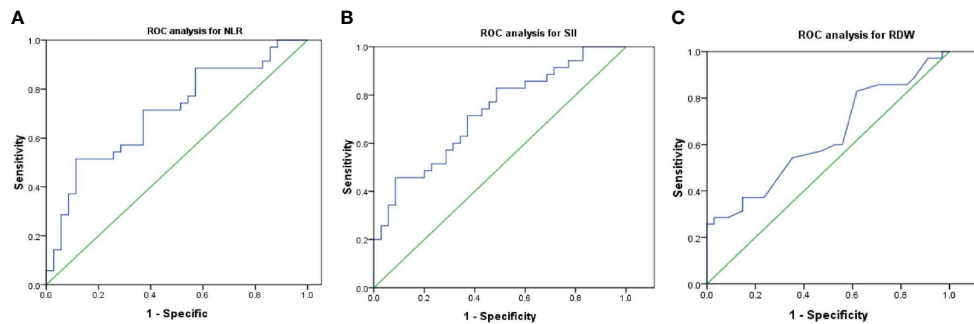 A
ROC analysis for NLR
1.0
0.8
0.6
0.4
0.2
0.0
Sensitivity
0.0 0.2 0.4 0.6 0.8 1.0
1 - Specific
B
ROC analysis for SII
1.0
0.8
0.6
0.4
0.2
0.0
Sensitivity
0.0 0.2 0.4 0.6 0.8 1.0
1 - Specificity
C
ROC analysis for RDW
1.0
0.8
0.6
0.4
0.2
0.0
Sensitivity
0.0 0.2 0.4 0.6 0.8 1.0
1 - Specificity